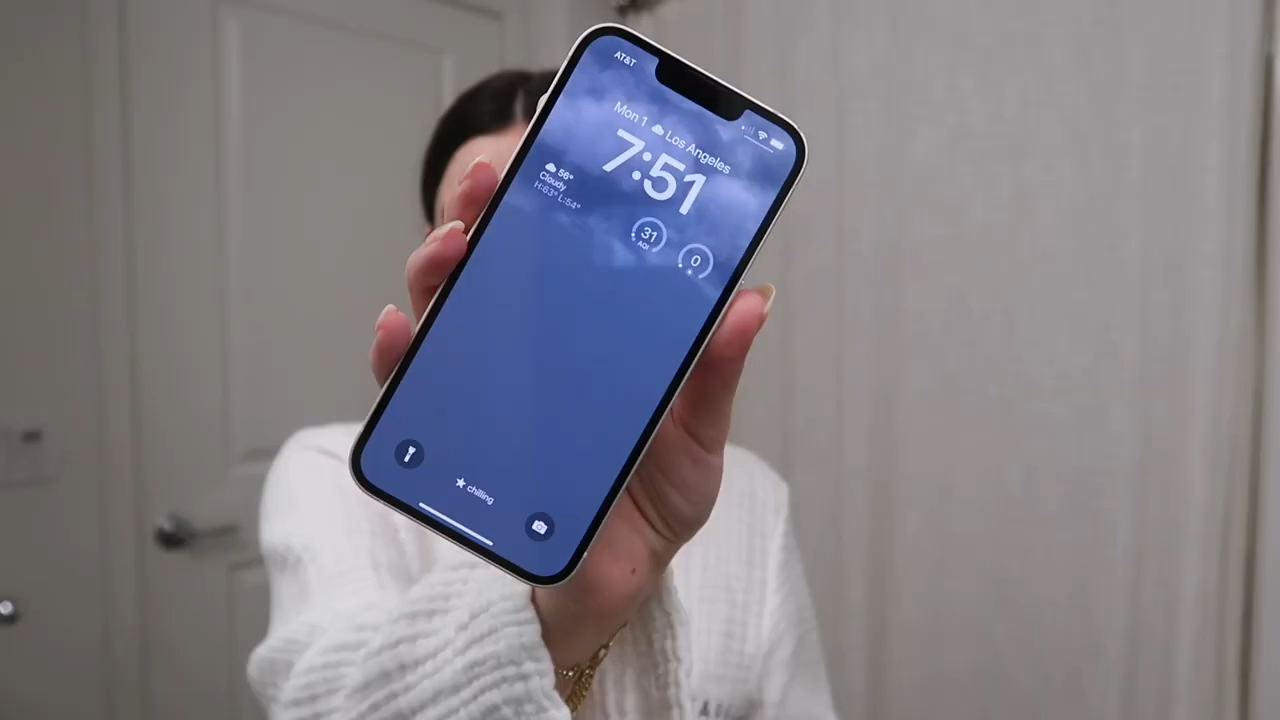 AT&T
Mon 1 Los Angeles
7:51
56°
Cloudy
H:63° L:54°
31
AQI
0
chilling